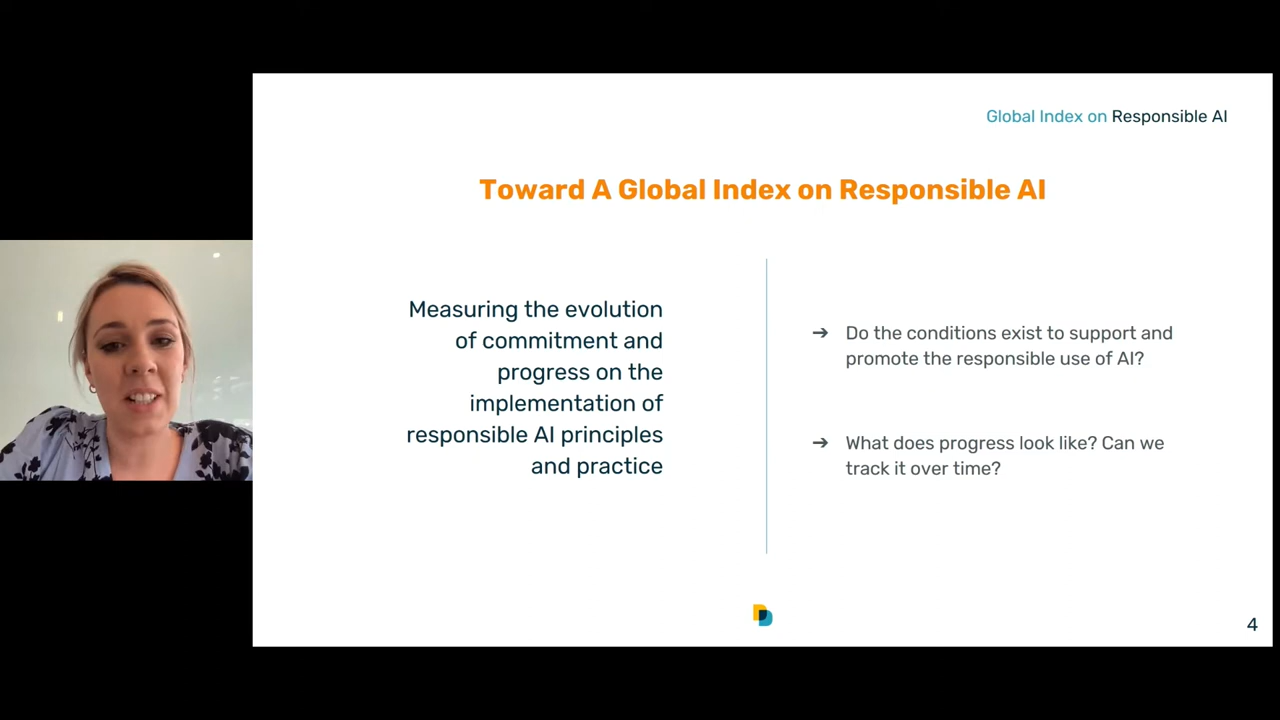 Global Index on Responsible AI
Toward A Global Index on Responsible AI
Measuring the evolution
of commitment and
progress on the
implementation of
responsible AI principles
and practice
➔ Do the conditions exist to support and
promote the responsible use of AI?
➔ What does progress look like? Can we
track it over time?
4